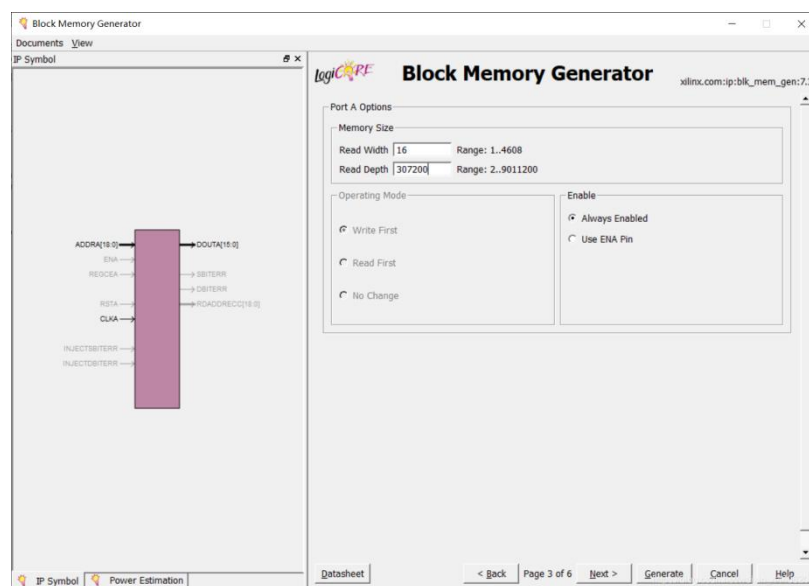 Block Memory Generator
Documents View
IP Symbol
ADDRA[18:0]
DOUTA[15:0]
ENA
REGCEA
SBITERR
DBITERR
RSTA
RDADDRECC[18:0]
CLKA
INJECTSBITERR
INJECTDBITERR
IP Symbol Power Estimation
LogiCORE
Block Memory Generator
xilinx.com:ip:blk_mem_gen:7.
Port A Options
Memory Size
Read Width 16 Range: 1..4608
Read Depth 307200 Range: 2..9011200
Operating Mode
Write First
Read First
No Change
Enable
Always Enabled
Use ENA Pin
Datasheet < Back Page 3 of 6 Next > Generate Cancel Help